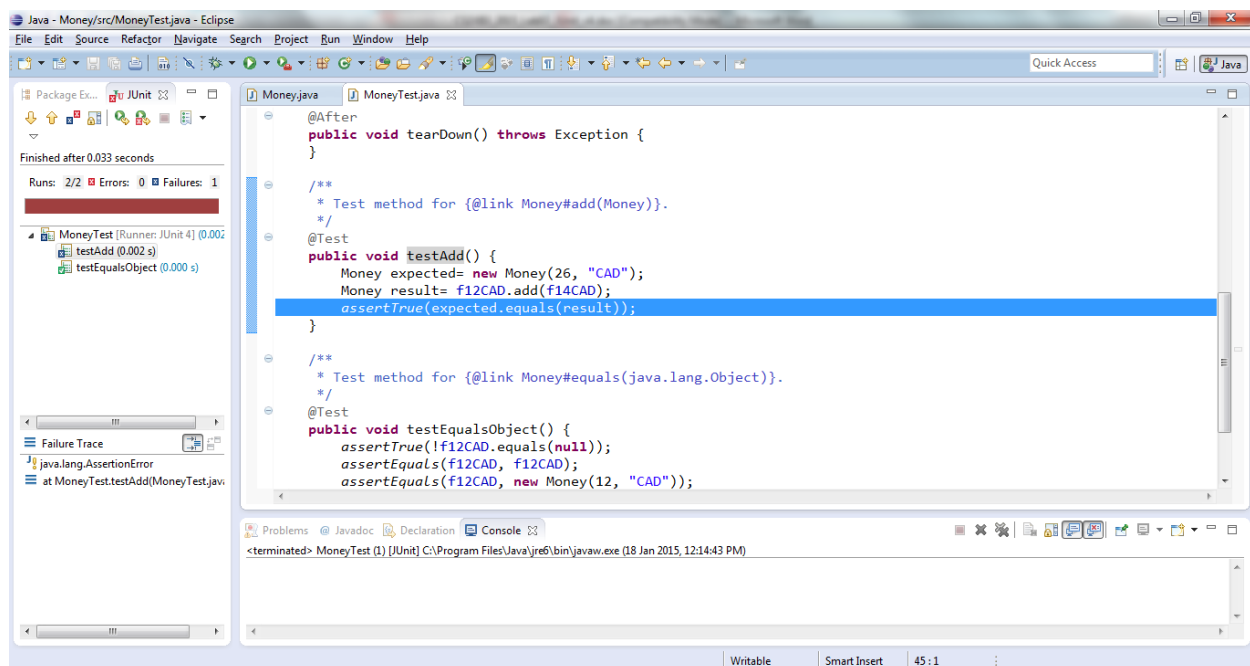 Java - Money/src/MoneyTest.java - Eclipse
File Edit Source Refactor Navigate Search Project Run Window Help
Quick Access
Java
Package Ex...
JUnit
Finished after 0.033 seconds
Runs: 2/2 Errors: 0 Failures: 1
MoneyTest [Runner: JUnit 4] (0.002
testAdd (0.002 s)
testEqualsObject (0.000 s)
Failure Trace
java.lang.AssertionError
at MoneyTest.testAdd(MoneyTest.java
Money.java
MoneyTest.java
@After
public void tearDown() throws Exception {
}
/**
* Test method for {@link Money#add(Money)}.
*/
@Test
public void testAdd() {
Money expected= new Money(26, "CAD");
Money result= f12CAD.add(f14CAD);
assertTrue(expected.equals(result));
}
/**
* Test method for {@link Money#equals(java.lang.Object)}.
*/
@Test
public void testEqualsObject() {
assertTrue(!f12CAD.equals(null));
assertEquals(f12CAD, f12CAD);
assertEquals(f12CAD, new Money(12, "CAD"));
Problems @ Javadoc Declaration Console
<terminated> MoneyTest (1) [JUnit] C:\Program Files\Java\jre6\bin\javaw.exe (18 Jan 2015, 12:14:43 PM)
Writable Smart Insert 45 : 1